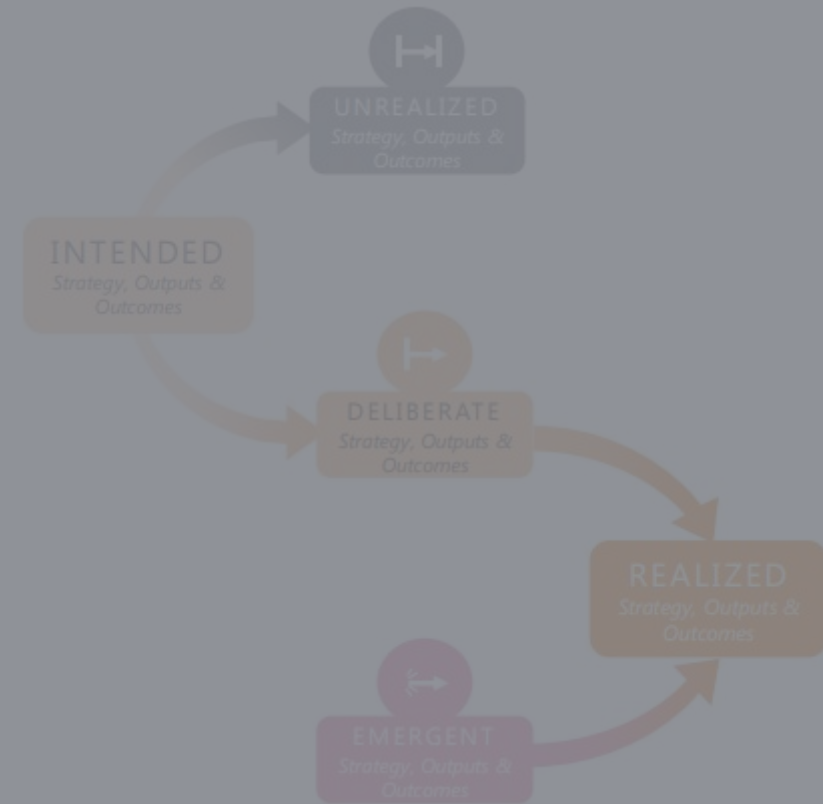 UNREALIZED
Strategy, Outputs &
Outcomes
INTENDED
Strategy, Outputs &
Outcomes
DELIBERATE
Strategy, Outputs &
Outcomes
REALIZED
Strategy, Outputs &
Outcomes
EMERGENT
Strategy, Outputs &
Outcomes